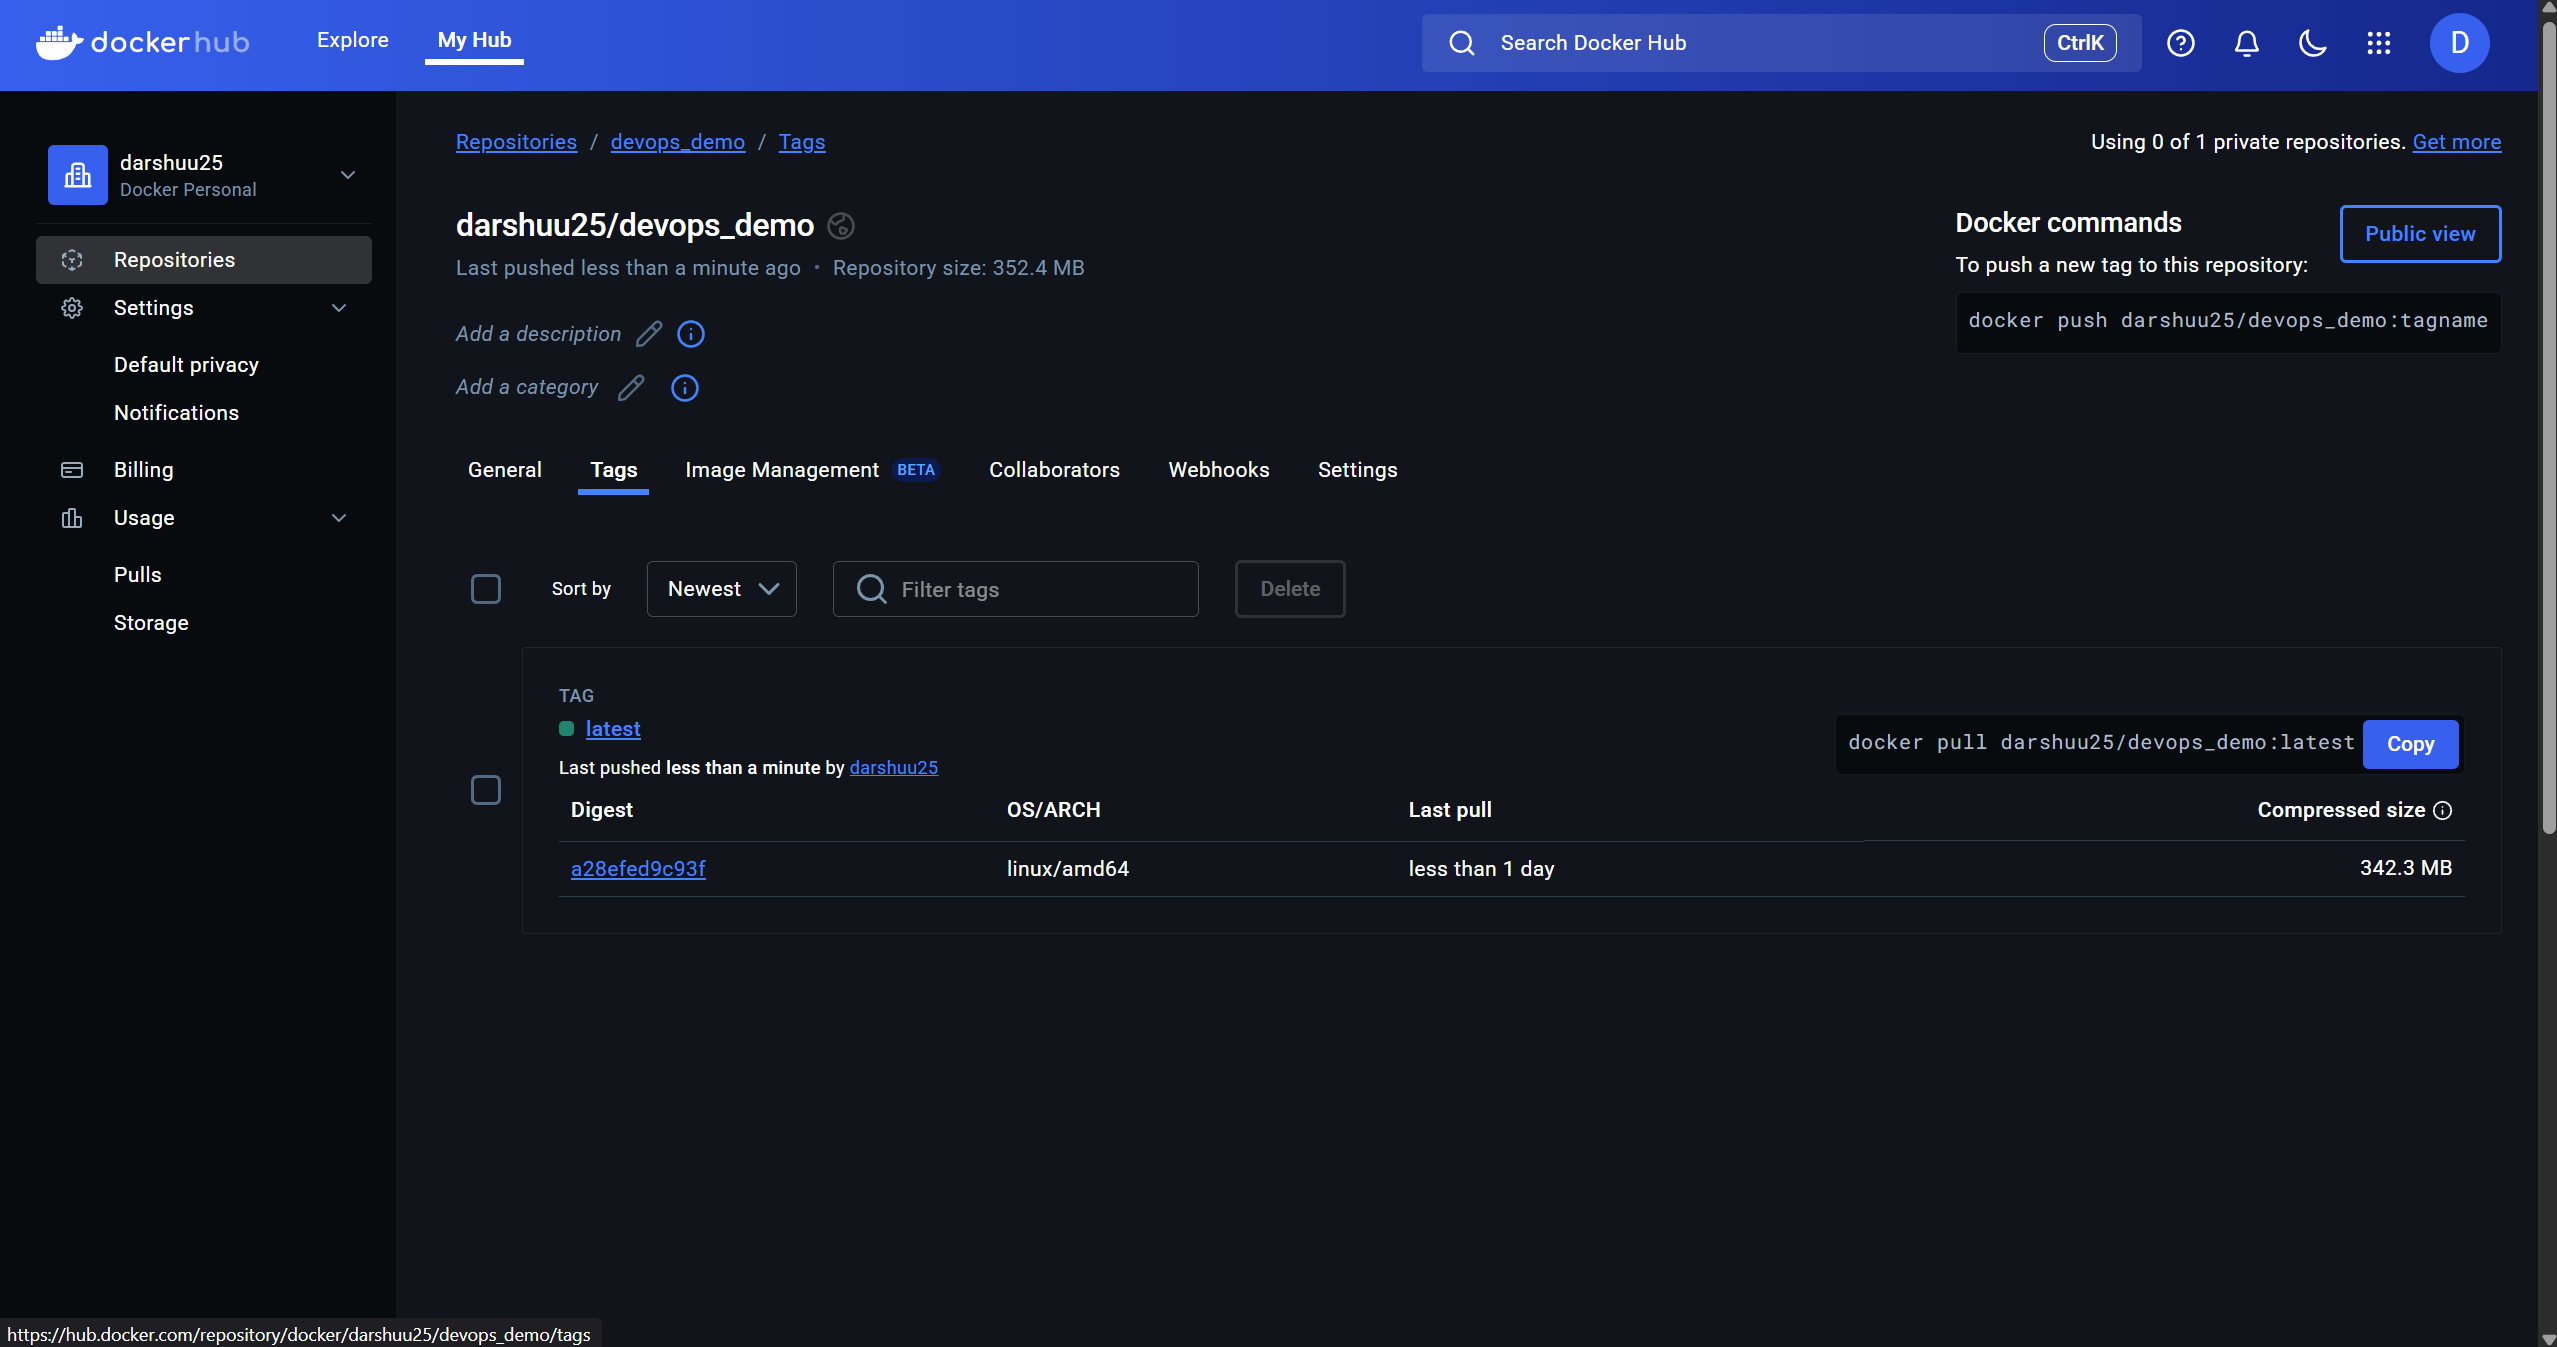 docker hub
Explore
My Hub
Search Docker Hub
CtrlK
D
darshuu25
Docker Personal
Repositories
Settings
Default privacy
Notifications
Billing
Usage
Pulls
Storage
Repositories / devops_demo / Tags
Using 0 of 1 private repositories. Get more
darshuu25/devops_demo
Last pushed less than a minute ago · Repository size: 352.4 MB
Add a description
Add a category
Docker commands
Public view
To push a new tag to this repository:
docker push darshuu25/devops_demo:tagname
General
Tags
Image Management BETA
Collaborators
Webhooks
Settings
Sort by
Newest
Filter tags
Delete
TAG
latest
Last pushed less than a minute by darshuu25
docker pull darshuu25/devops_demo:latest
Copy
Digest OS/ARCH Last pull Compressed size
a28efed9c93f linux/amd64 less than 1 day 342.3 MB
https://hub.docker.com/repository/docker/darshuu25/devops_demo/tags